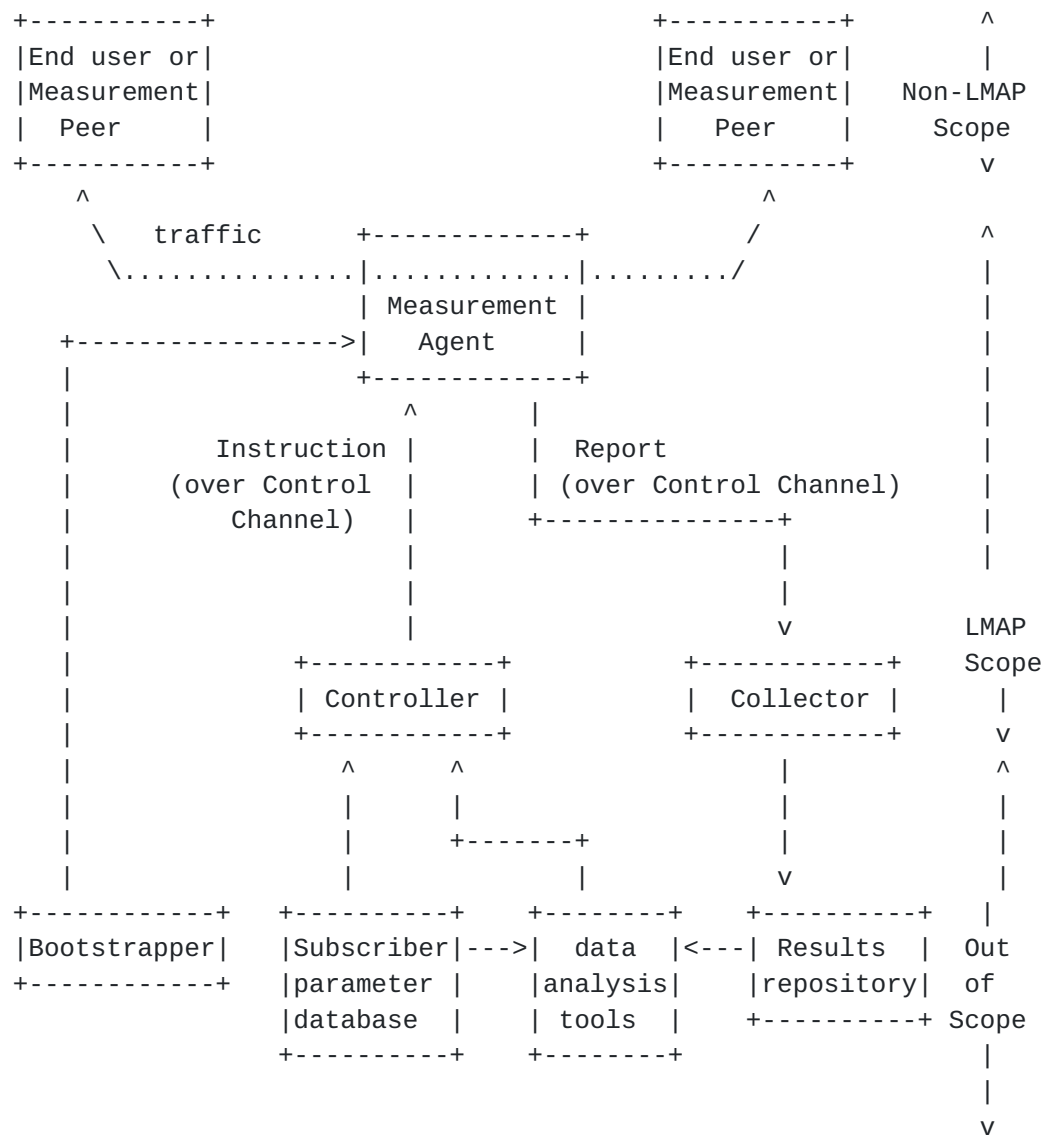 End user or End user or
Measurement Measurement Non-LMAP
Peer Peer Scope
traffic
Measurement
Agent
Instruction Report
(over Control (over Control Channel)
Channel)
LMAP
Scope
Controller Collector
Bootstrapper Subscriber data Results Out
parameter analysis repository of
database tools Scope